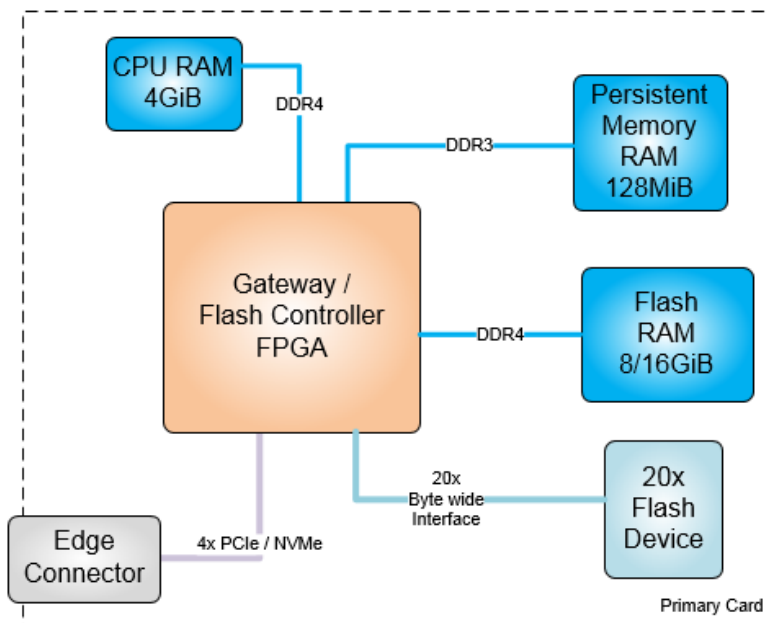 CPU RAM
4GiB
DDR4
Persistent
Memory
RAM
128MiB
DDR3
Gateway /
Flash Controller
FPGA
DDR4
Flash
RAM
8/16GiB
20x
Byte wide
Interface
20x
Flash
Device
Edge
Connector
4x PCIe / NVMe
Primary Card